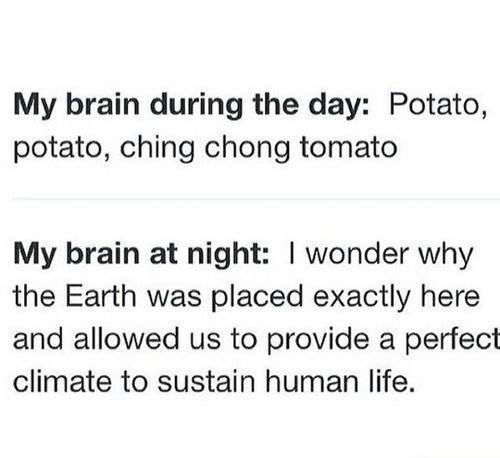 My brain during the day: Potato,
potato, ching chong tomato
My brain at night: I wonder why
the Earth was placed exactly here
and allowed us to provide a perfect
climate to sustain human life.